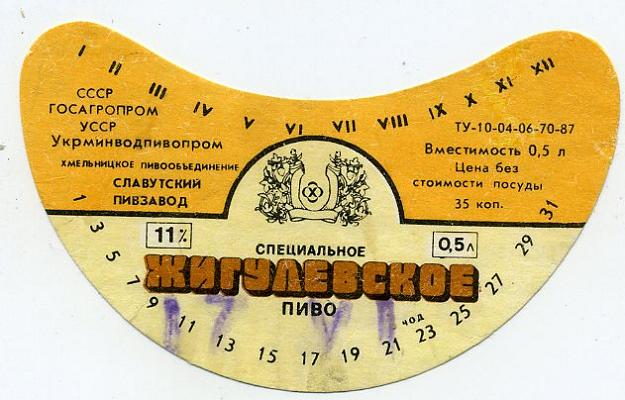 I II III IV V VI VII VIII IX X XI XII
СССР
ГОСАГРОПРОМ
УССР
Укрминводпивопром
ХМЕЛЬНИЦКОЕ ПИВООБЪЕДИНЕНИЕ
СЛАВУТСКИЙ
ПИВЗАВОД
ТУ-10-04-06-70-87
Вместимость 0,5 л
Цена без
стоимости посуды
35 коп.
Х
11%
0,5л
СПЕЦИАЛЬНОЕ
ЖИГУЛЕВСКОЕ
ПИВО
1 3 5 7 9 11 13 15 17 19 21 23 25 27 29 31